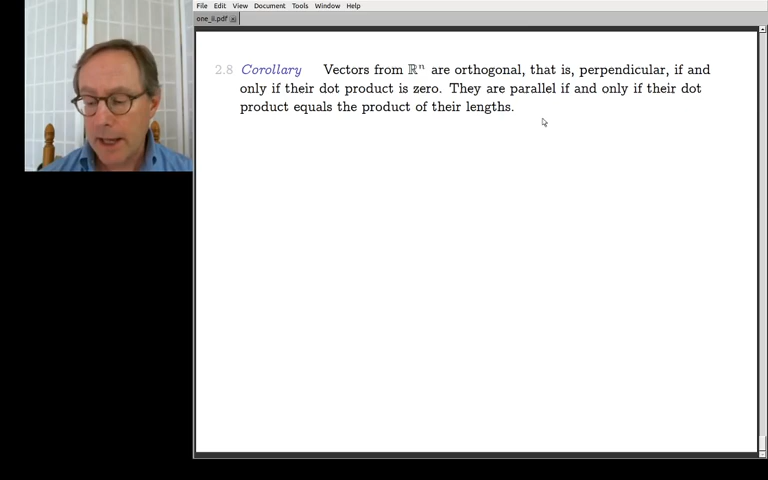 File Edit View Document Tools Window Help
one_ii.pdf
2.8 Corollary Vectors from ℝⁿ are orthogonal, that is, perpendicular, if and
only if their dot product is zero. They are parallel if and only if their dot
product equals the product of their lengths.